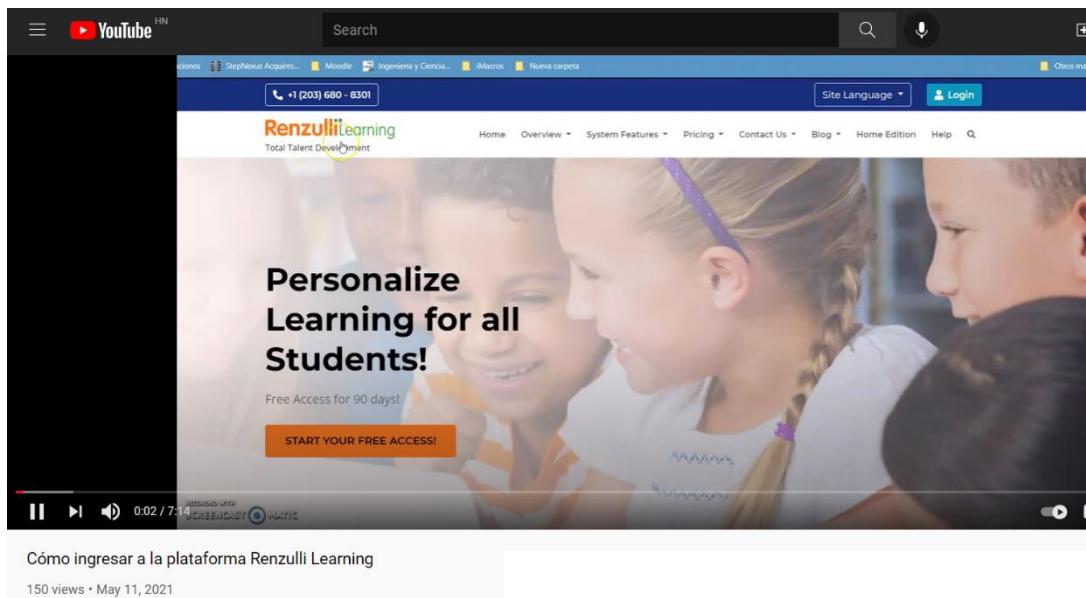 YouTube HN
Search
ciones StepNexus Acquires... Moodle Ingeniería y Ciencia... iMacros Nueva carpeta Otros ma
+1 (203) 680 - 8301 Site Language Login
RenzulliLearning
Total Talent Development
Home Overview System Features Pricing Contact Us Blog Home Edition Help
Personalize
Learning for all
Students!
Free Access for 90 days!
START YOUR FREE ACCESS!
0:02 / 7:14
RECORDED WITH
SCREENCAST MATIC
Cómo ingresar a la plataforma Renzulli Learning
150 views • May 11, 2021